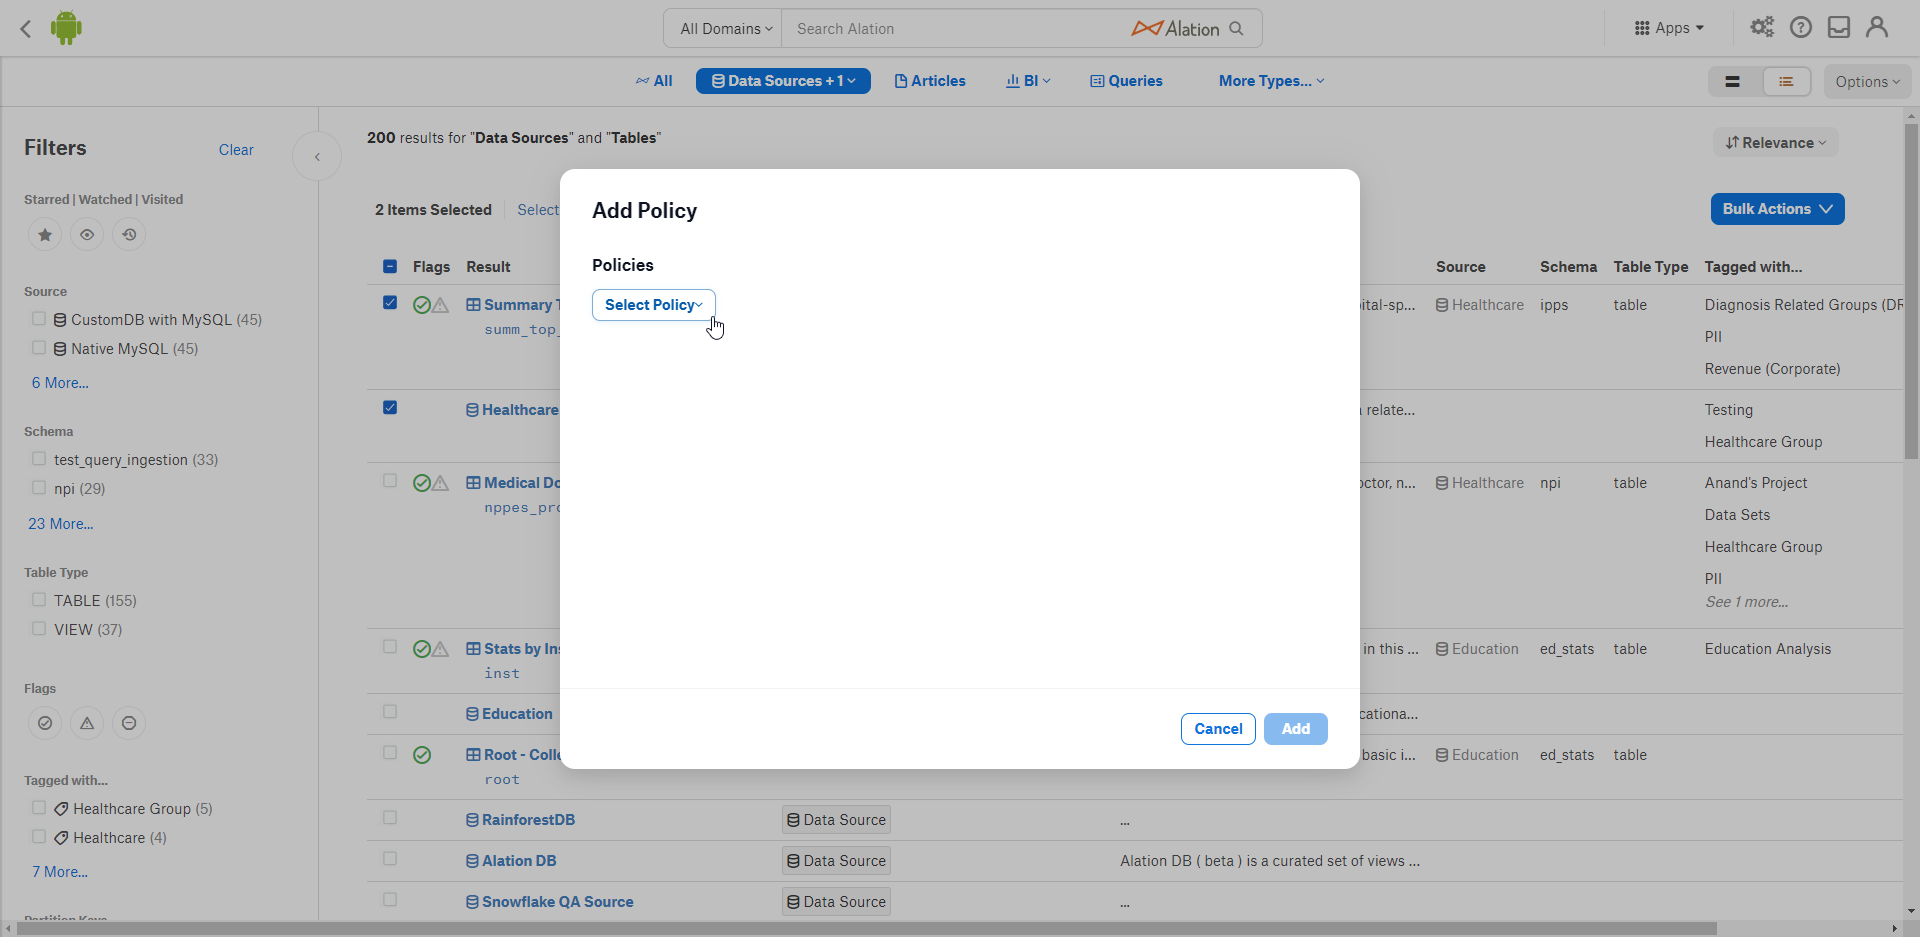 All Domains
Search Alation
Alation
Apps
All
Data Sources + 1
Articles
BI
Queries
More Types...
Options
Filters
Clear
Starred | Watched | Visited
Source
CustomDB with MySQL (45)
Native MySQL (45)
6 More...
Schema
test_query_ingestion (33)
npi (29)
23 More...
Table Type
TABLE (155)
VIEW (37)
Flags
Tagged with...
Healthcare Group (5)
Healthcare (4)
7 More...
Partition Keys
200 results for "Data Sources" and "Tables"
Relevance
2 Items Selected
Select
Bulk Actions
Flags Result Source Schema Table Type Tagged with...
Summary T
summ_top_
ital-sp...
Healthcare ipps table
Diagnosis Related Groups (DR
PII
Revenue (Corporate)
Healthcare
relate...
Testing
Healthcare Group
Medical Do
nppes_pro
octor, n...
Healthcare npi table
Anand's Project
Data Sets
Healthcare Group
PII
See 1 more...
Stats by Ins
inst
in this ...
Education ed_stats table
Education Analysis
Education
cationa...
Root - Colle
root
basic i...
Education ed_stats table
RainforestDB Data Source ...
Alation DB Data Source Alation DB ( beta ) is a curated set of views ...
Snowflake QA Source Data Source ...
Add Policy
Policies
Select Policy
Cancel
Add